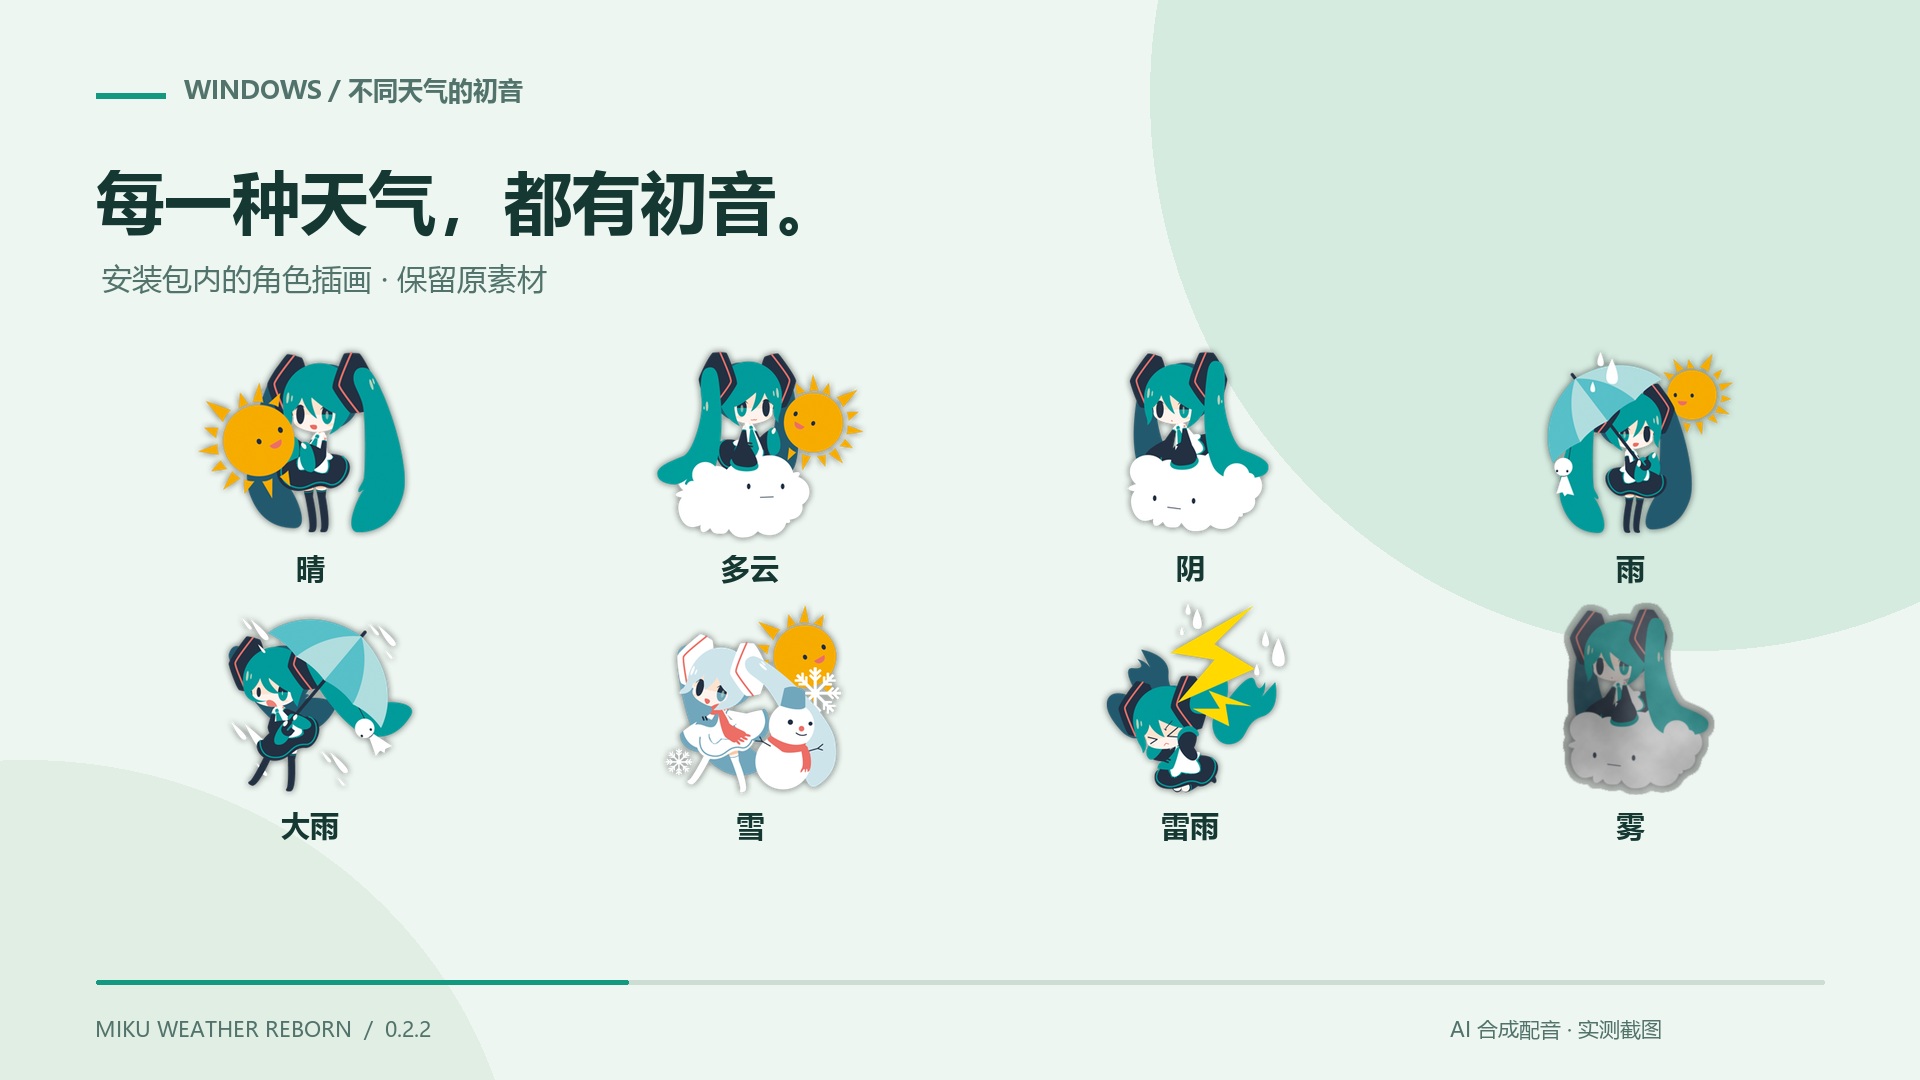 WINDOWS / 不同天气的初音
每一种天气，都有初音。
安装包内的角色插画 · 保留原素材
晴
多云
阴
雨
大雨
雪
雷雨
雾
MIKU WEATHER REBORN / 0.2.2
AI 合成配音 · 实测截图